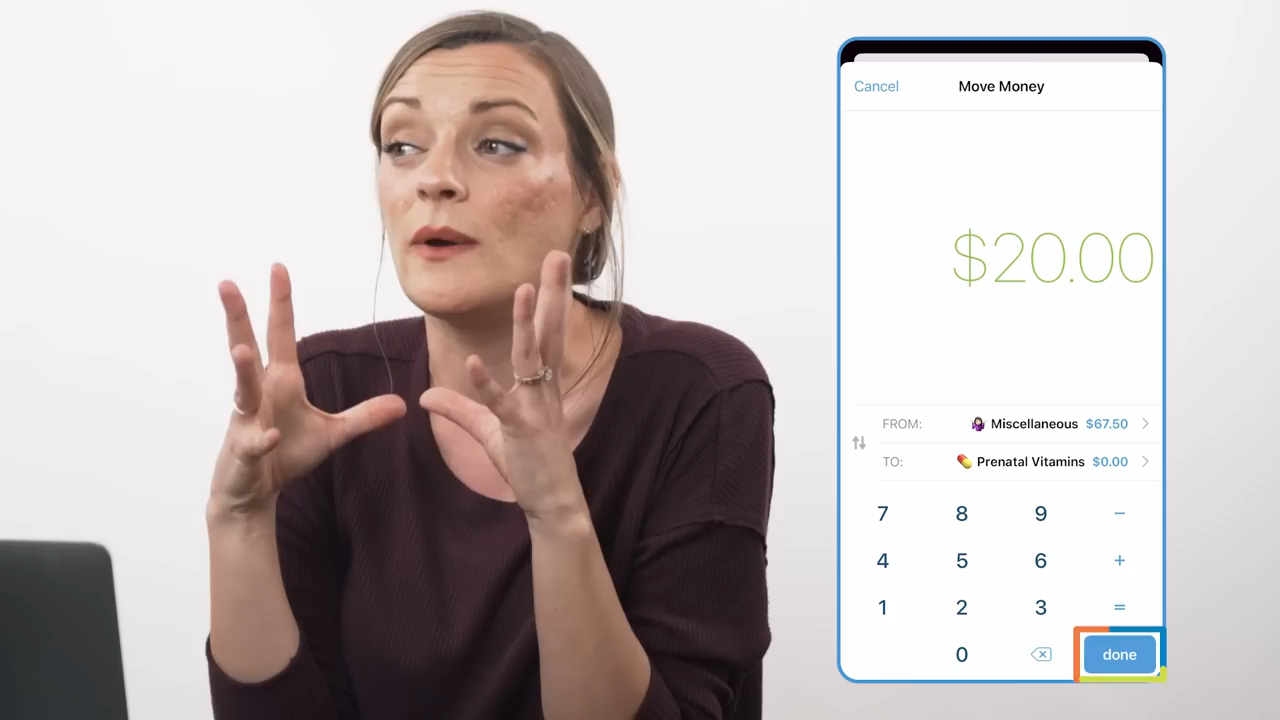 Cancel Move Money
$20.00
FROM: Miscellaneous $67.50
TO: Prenatal Vitamins $0.00
7 8 9 −
4 5 6 +
1 2 3 =
0 done